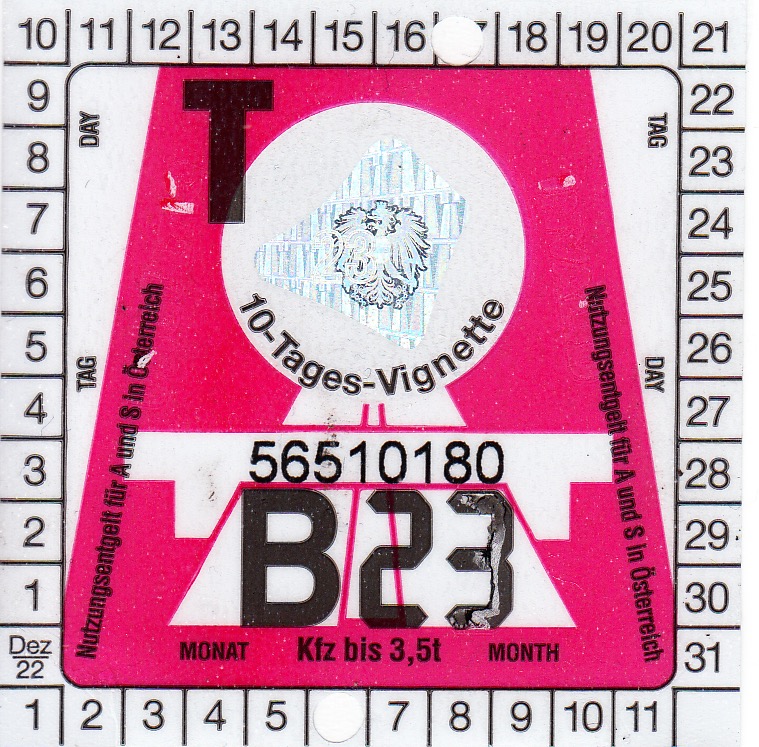 10 11 12 13 14 15 16 18 19 20 21
9 22
8 23
7 24
6 25
5 26
4 27
3 28
2 29
1 30
Dez 22 31
1 2 3 4 5 7 8 9 10 11
DAY
TAG
T
10-Tages-Vignette
TAG
DAY
Nutzungsentgelt für A und S in Österreich
Nutzungsentgelt für A und S in Österreich
56510180
B23
MONAT Kfz bis 3,5t MONTH